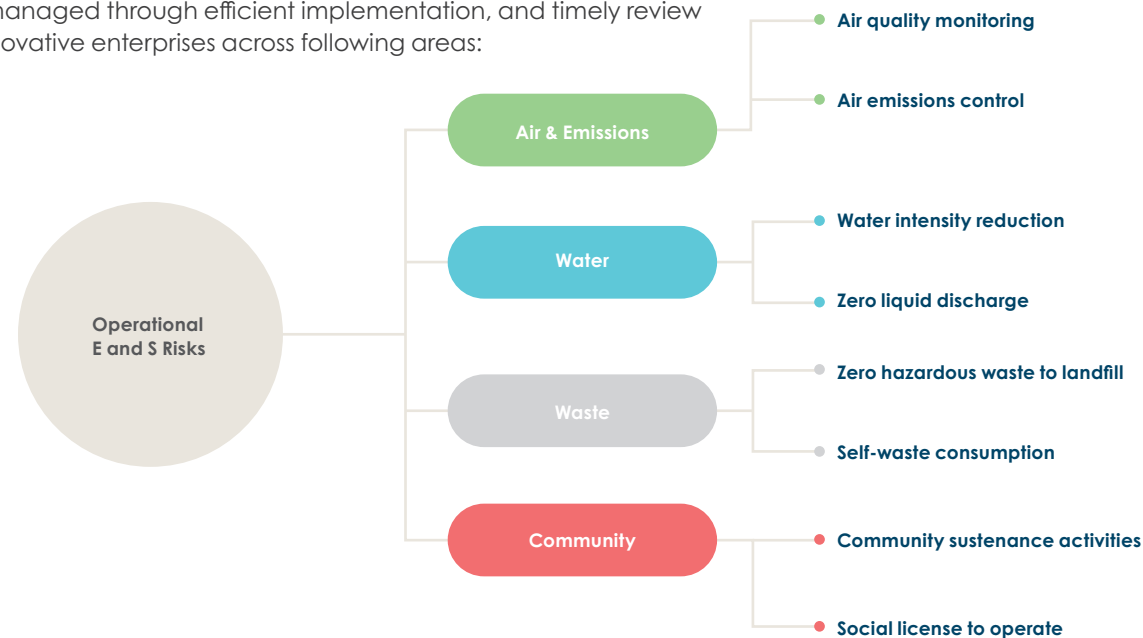 managed through efficient implementation, and timely review
ovative enterprises across following areas:
Air quality monitoring
Air emissions control
Air & Emissions
Water intensity reduction
Water
Zero liquid discharge
Operational
E and S Risks
Zero hazardous waste to landfill
Waste
Self-waste consumption
Community
Community sustenance activities
Social license to operate